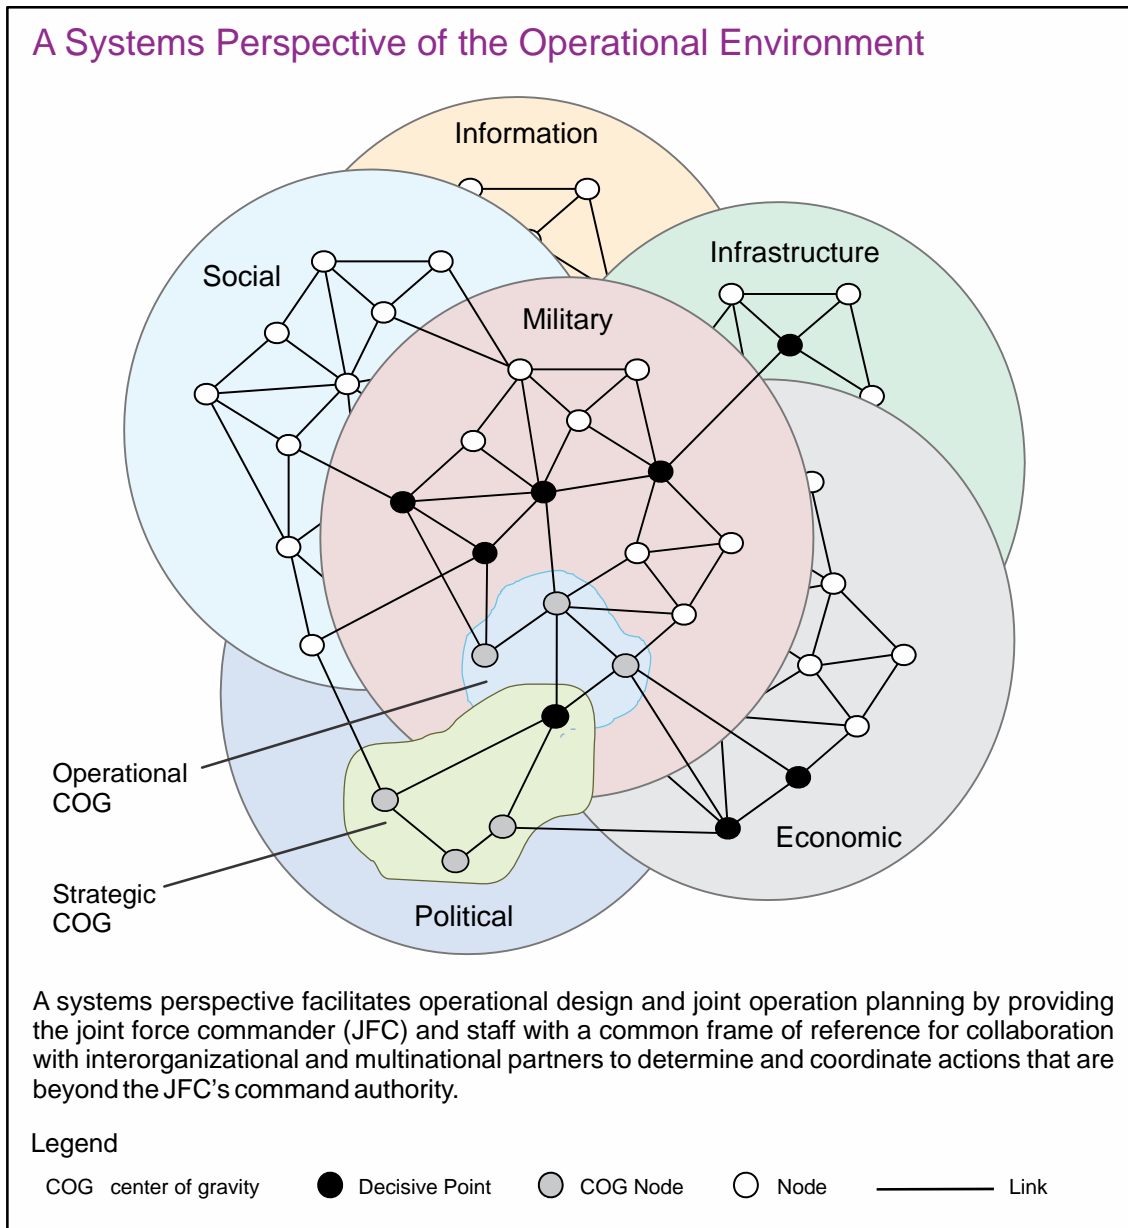 A Systems Perspective of the Operational Environment
Information
Infrastructure
Social
Military
Operational
COG
Economic
Strategic
COG
Political
A systems perspective facilitates operational design and joint operation planning by providing
the joint force commander (JFC) and staff with a common frame of reference for collaboration
with interorganizational and multinational partners to determine and coordinate actions that are
beyond the JFC’s command authority.
Legend
COG center of gravity
Decisive Point
COG Node
Node
Link